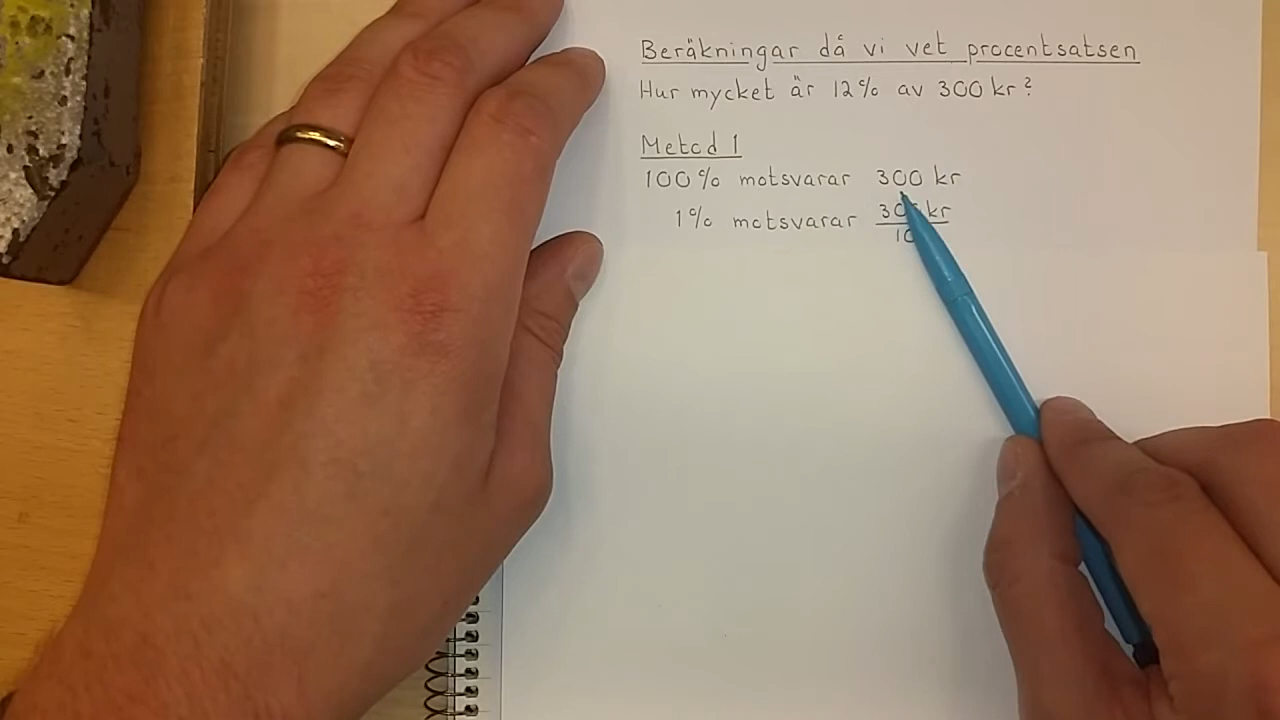 Beräkningar då vi vet procentsatsen
Hur mycket är 12% av 300 kr?
Metod 1
100% motsvarar 300 kr
1% motsvarar kr